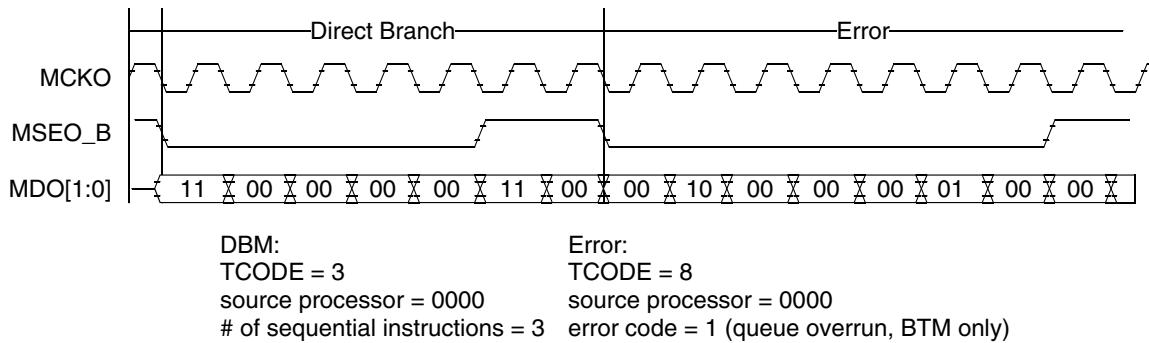 Direct Branch Error
MCKO
MSEO_B
MDO[1:0] 11 00 00 00 00 11 00 00 10 00 00 00 01 00 00
DBM: Error:
TCODE = 3 TCODE = 8
source processor = 0000 source processor = 0000
# of sequential instructions = 3 error code = 1 (queue overrun, BTM only)